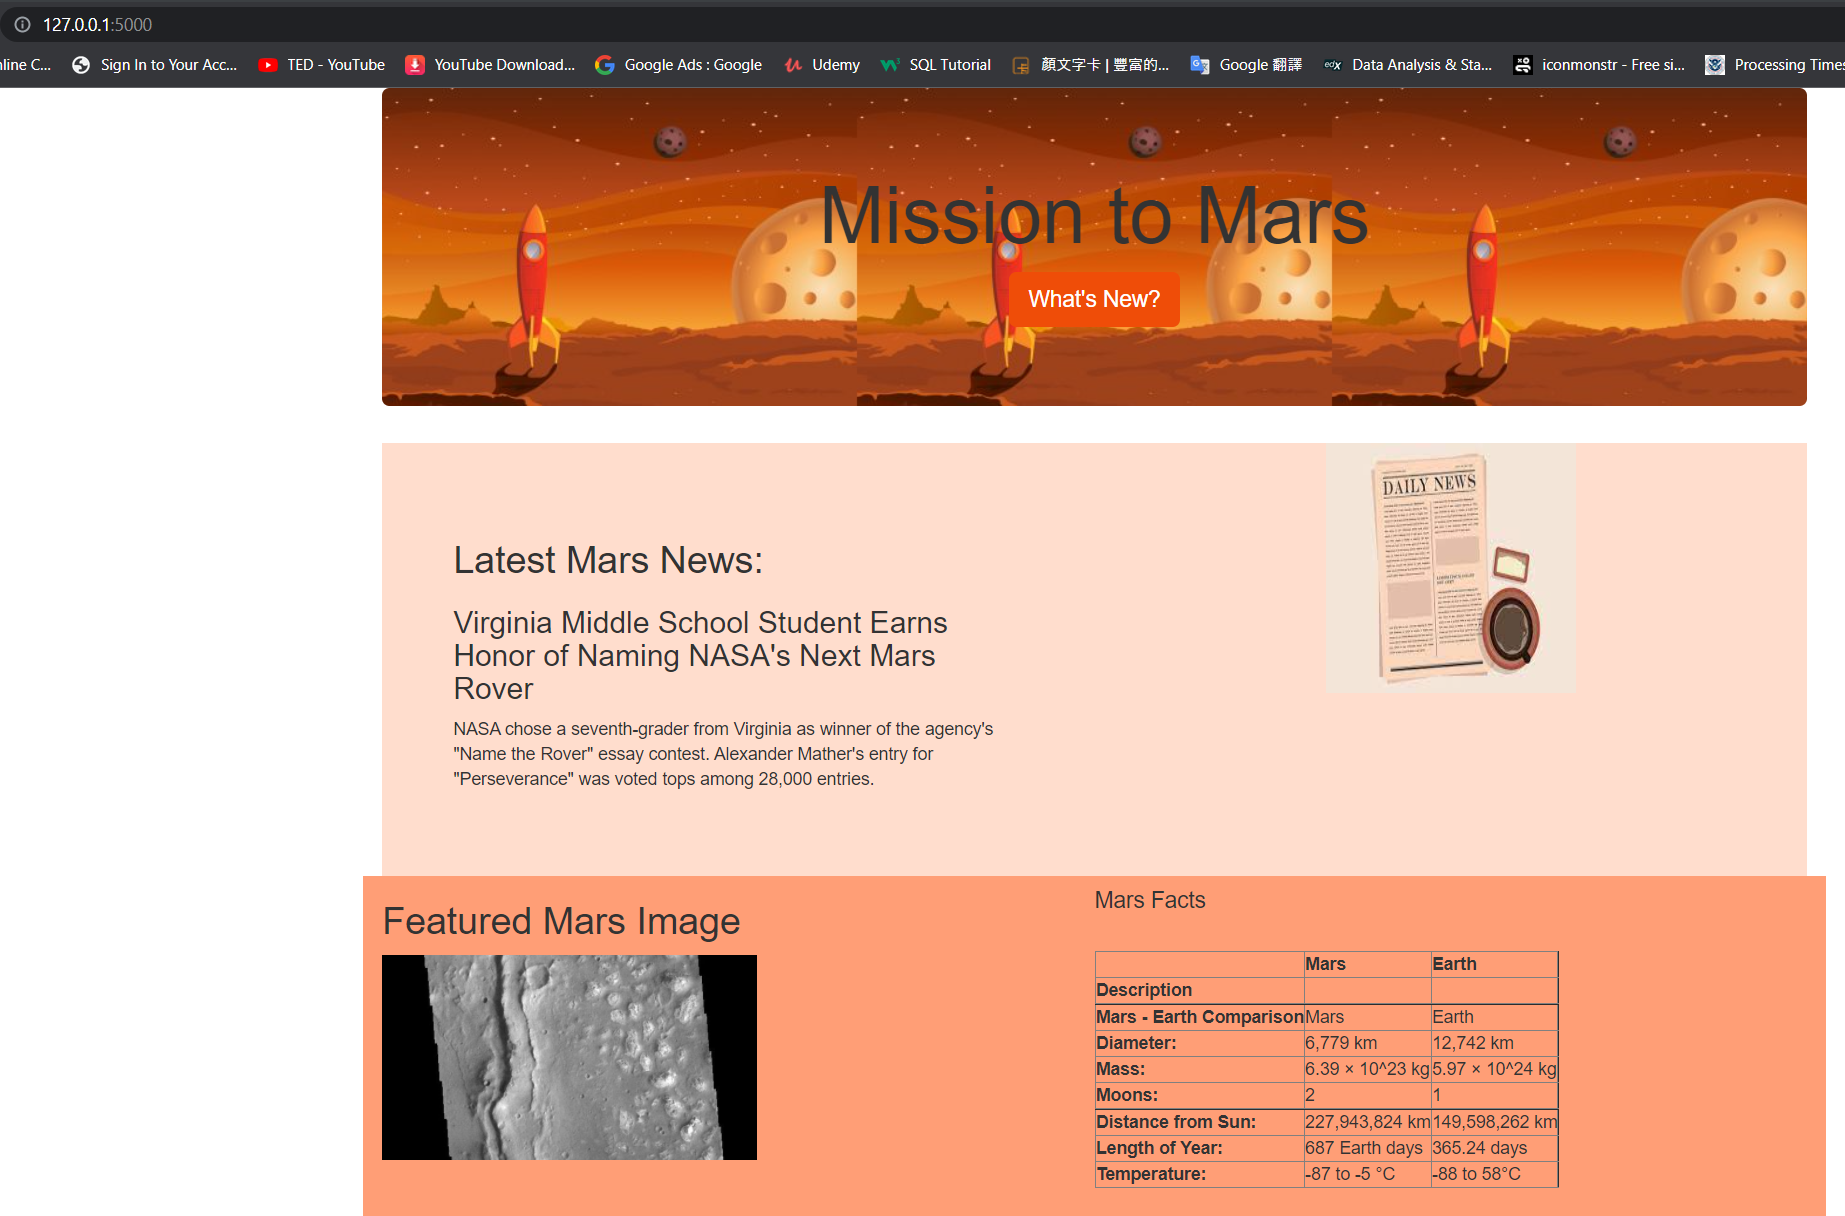 127.0.0.1:5000
nline C... Sign In to Your Acc... TED - YouTube YouTube Download... Google Ads : Google Udemy SQL Tutorial 顏文字卡 | 豐富的... Google 翻譯 edX Data Analysis & Sta... iconmonstr - Free si... Processing Times
Mission to Mars
What's New?
DAILY NEWS
Latest Mars News:
Virginia Middle School Student Earns
Honor of Naming NASA's Next Mars
Rover
NASA chose a seventh-grader from Virginia as winner of the agency's
"Name the Rover" essay contest. Alexander Mather's entry for
"Perseverance" was voted tops among 28,000 entries.
Featured Mars Image
Mars Facts
Mars Earth
Description
Mars - Earth Comparison Mars Earth
Diameter: 6,779 km 12,742 km
Mass: 6.39 × 10^23 kg 5.97 × 10^24 kg
Moons: 2 1
Distance from Sun: 227,943,824 km 149,598,262 km
Length of Year: 687 Earth days 365.24 days
Temperature: -87 to -5 °C -88 to 58°C